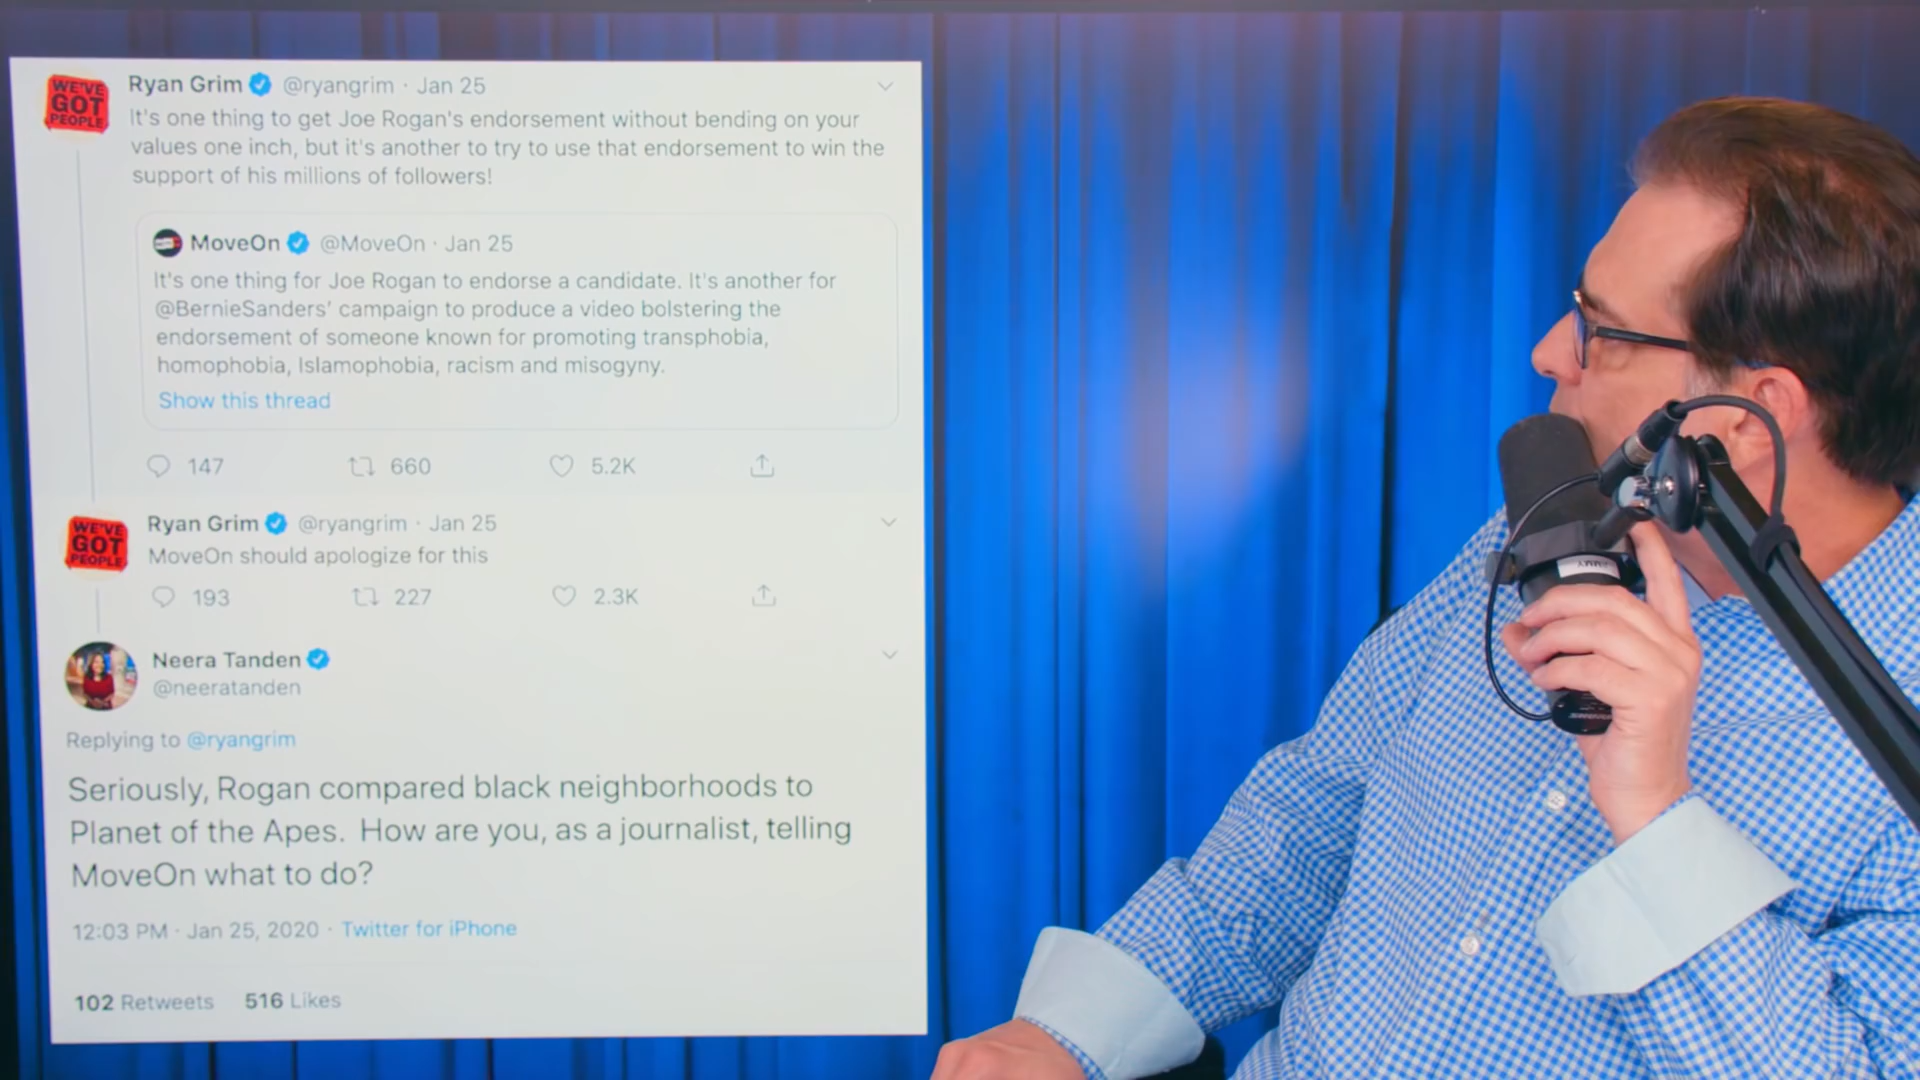 WE'VE
GOT
PEOPLE
Ryan Grim @ryangrim · Jan 25
It's one thing to get Joe Rogan's endorsement without bending on your
values one inch, but it's another to try to use that endorsement to win the
support of his millions of followers!
MoveOn @MoveOn · Jan 25
It's one thing for Joe Rogan to endorse a candidate. It's another for
@BernieSanders' campaign to produce a video bolstering the
endorsement of someone known for promoting transphobia,
homophobia, Islamophobia, racism and misogyny.
Show this thread
147 660 5.2K
WE'VE
GOT
PEOPLE
Ryan Grim @ryangrim · Jan 25
MoveOn should apologize for this
193 227 2.3K
Neera Tanden
@neeratanden
Replying to @ryangrim
Seriously, Rogan compared black neighborhoods to
Planet of the Apes. How are you, as a journalist, telling
MoveOn what to do?
12:03 PM · Jan 25, 2020 · Twitter for iPhone
102 Retweets 516 Likes